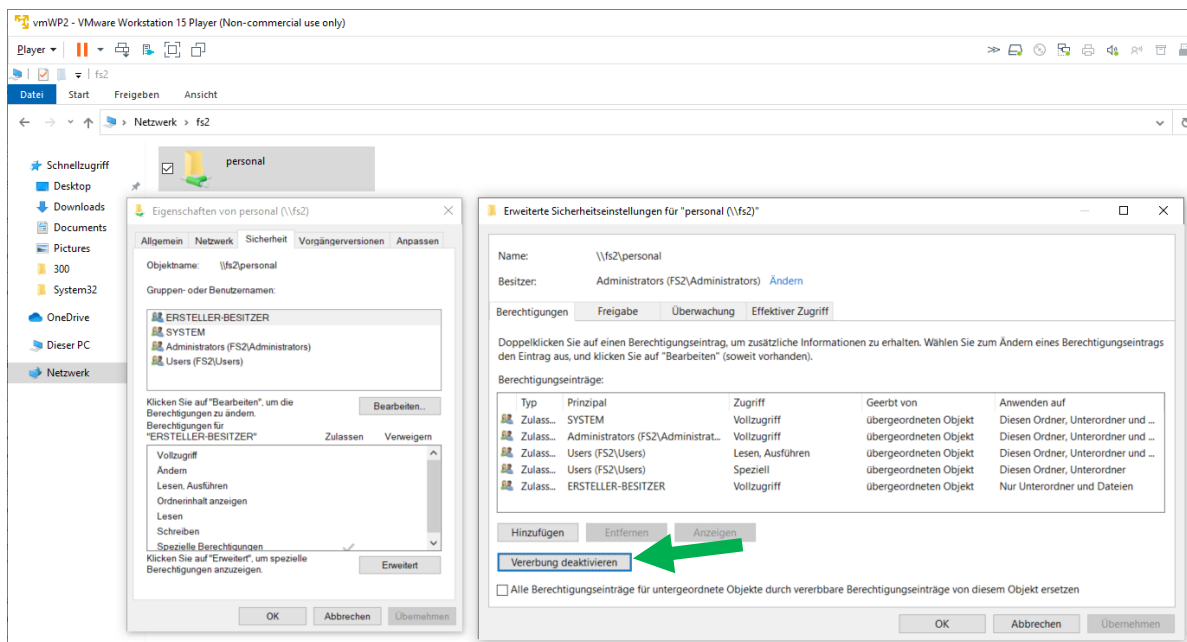 vmWP2 - VMware Workstation 15 Player (Non-commercial use only)
Player
fs2
Datei Start Freigeben Ansicht
Netzwerk fs2
Schnellzugriff
Desktop
Downloads
Documents
Pictures
300
System32
OneDrive
Dieser PC
Netzwerk
personal
Eigenschaften von personal (\\fs2)
Allgemein Netzwerk Sicherheit Vorgängerversionen Anpassen
Objektname: \\fs2\personal
Gruppen- oder Benutzernamen:
ERSTELLER-BESITZER
SYSTEM
Administrators (FS2\Administrators)
Users (FS2\Users)
Klicken Sie auf "Bearbeiten", um die
Berechtigungen zu ändern.
Bearbeiten...
Berechtigungen für
"ERSTELLER-BESITZER" Zulassen Verweigern
Vollzugriff
Ändern
Lesen, Ausführen
Ordnerinhalt anzeigen
Lesen
Schreiben
Spezielle Berechtigungen
Klicken Sie auf "Erweitert", um spezielle
Berechtigungen anzuzeigen.
Erweitert
OK Abbrechen Übernehmen
Erweiterte Sicherheitseinstellungen für "personal (\\fs2)"
Name: \\fs2\personal
Besitzer: Administrators (FS2\Administrators) Ändern
Berechtigungen Freigabe Überwachung Effektiver Zugriff
Doppelklicken Sie auf einen Berechtigungseintrag, um zusätzliche Informationen zu erhalten. Wählen Sie zum Ändern eines Berechtigungseintrags
den Eintrag aus, und klicken Sie auf "Bearbeiten" (soweit vorhanden).
Berechtigungseinträge:
Typ Prinzipal Zugriff Geerbt von Anwenden auf
Zulass... SYSTEM Vollzugriff übergeordneten Objekt Diesen Ordner, Unterordner und ...
Zulass... Administrators (FS2\Administrat... Vollzugriff übergeordneten Objekt Diesen Ordner, Unterordner und ...
Zulass... Users (FS2\Users) Lesen, Ausführen übergeordneten Objekt Diesen Ordner, Unterordner und ...
Zulass... Users (FS2\Users) Speziell übergeordneten Objekt Diesen Ordner, Unterordner
Zulass... ERSTELLER-BESITZER Vollzugriff übergeordneten Objekt Nur Unterordner und Dateien
Hinzufügen Entfernen Anzeigen
Vererbung deaktivieren
Alle Berechtigungseinträge für untergeordnete Objekte durch vererbbare Berechtigungseinträge von diesem Objekt ersetzen
OK Abbrechen Übernehmen